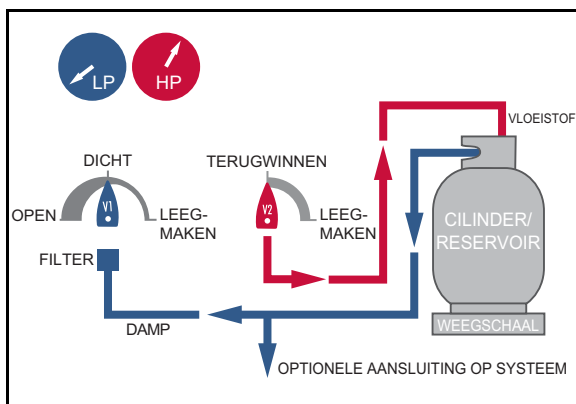 LP
HP
VLOEISTOF
DICHT
TERUGWINNEN
V1
V2
OPEN
LEEG-
MAKEN
LEEG-
MAKEN
CILINDER/
RESERVOIR
FILTER
WEEGSCHAAL
DAMP
OPTIONELE AANSLUITING OP SYSTEEM